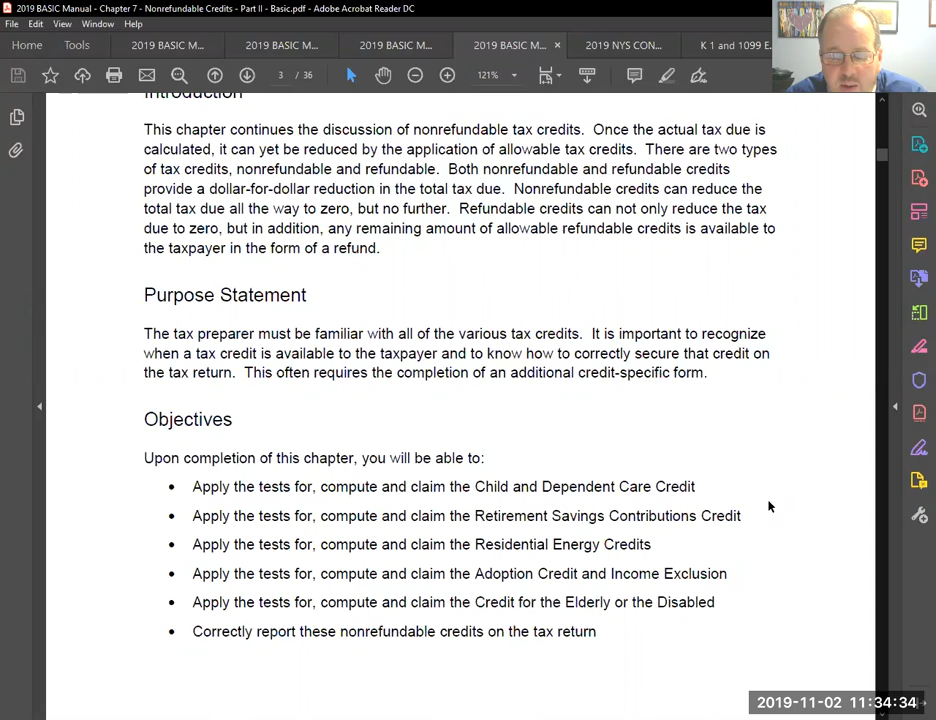 2019 BASIC Manual - Chapter 7 - Nonrefundable Credits - Part II - Basic.pdf - Adobe Acrobat Reader DC
File Edit View Window Help
Home Tools 2019 BASIC M... 2019 BASIC M... 2019 BASIC M... 2019 BASIC M... × 2019 NYS CON... K 1 and 1099 E.
3 / 36 121%
Introduction
This chapter continues the discussion of nonrefundable tax credits. Once the actual tax due is
calculated, it can yet be reduced by the application of allowable tax credits. There are two types
of tax credits, nonrefundable and refundable. Both nonrefundable and refundable credits
provide a dollar-for-dollar reduction in the total tax due. Nonrefundable credits can reduce the
total tax due all the way to zero, but no further. Refundable credits can not only reduce the tax
due to zero, but in addition, any remaining amount of allowable refundable credits is available to
the taxpayer in the form of a refund.
Purpose Statement
The tax preparer must be familiar with all of the various tax credits. It is important to recognize
when a tax credit is available to the taxpayer and to know how to correctly secure that credit on
the tax return. This often requires the completion of an additional credit-specific form.
Objectives
Upon completion of this chapter, you will be able to:
• Apply the tests for, compute and claim the Child and Dependent Care Credit
• Apply the tests for, compute and claim the Retirement Savings Contributions Credit
• Apply the tests for, compute and claim the Residential Energy Credits
• Apply the tests for, compute and claim the Adoption Credit and Income Exclusion
• Apply the tests for, compute and claim the Credit for the Elderly or the Disabled
• Correctly report these nonrefundable credits on the tax return
2019-11-02 11:34:34